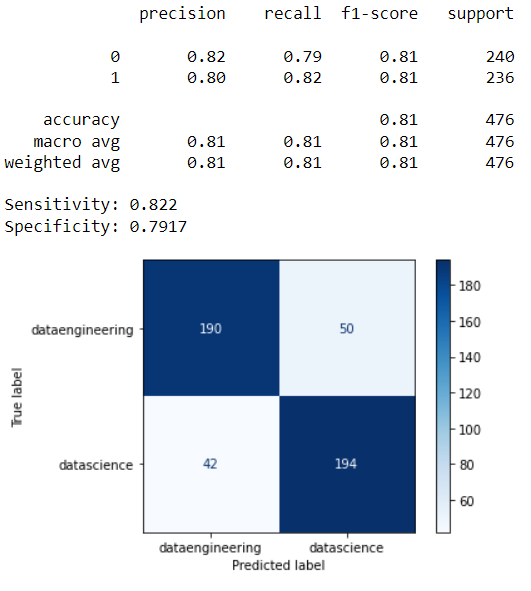 precision recall f1-score support
0 0.82 0.79 0.81 240
1 0.80 0.82 0.81 236
accuracy 0.81 476
macro avg 0.81 0.81 0.81 476
weighted avg 0.81 0.81 0.81 476
Sensitivity: 0.822
Specificity: 0.7917
180
dataengineering 190 50
160
140
True label
120
100
datascience 42 194
80
60
dataengineering datascience
Predicted label